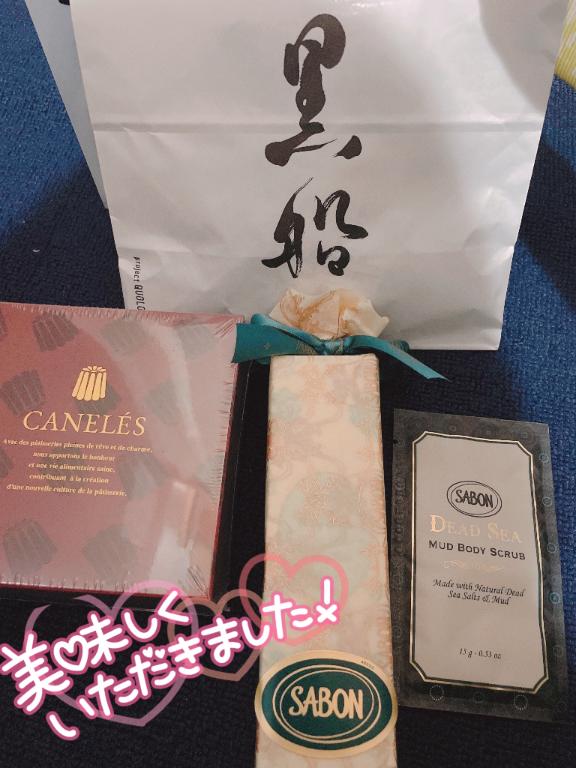 黒船
project QUOLO
CANELÉS
Avec des pâtisseries pleines de rêve et de charme,
nous apportons le bonheur
et une vie alimentaire saine,
contribuant à la création
d'une nouvelle culture de la pâtisserie.
SABON
DEAD SEA
MUD BODY SCRUB
Made with Natural Dead
Sea Salts & Mud
15 g - 0.53 oz
SABON
美味しく
いただきました!